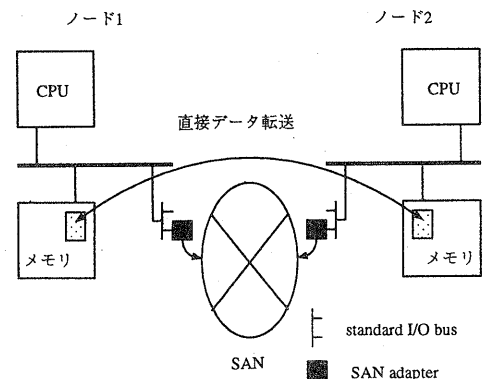 ノード1
ノード2
CPU
CPU
直接データ転送
メモリ
メモリ
SAN
standard I/O bus
SAN adapter